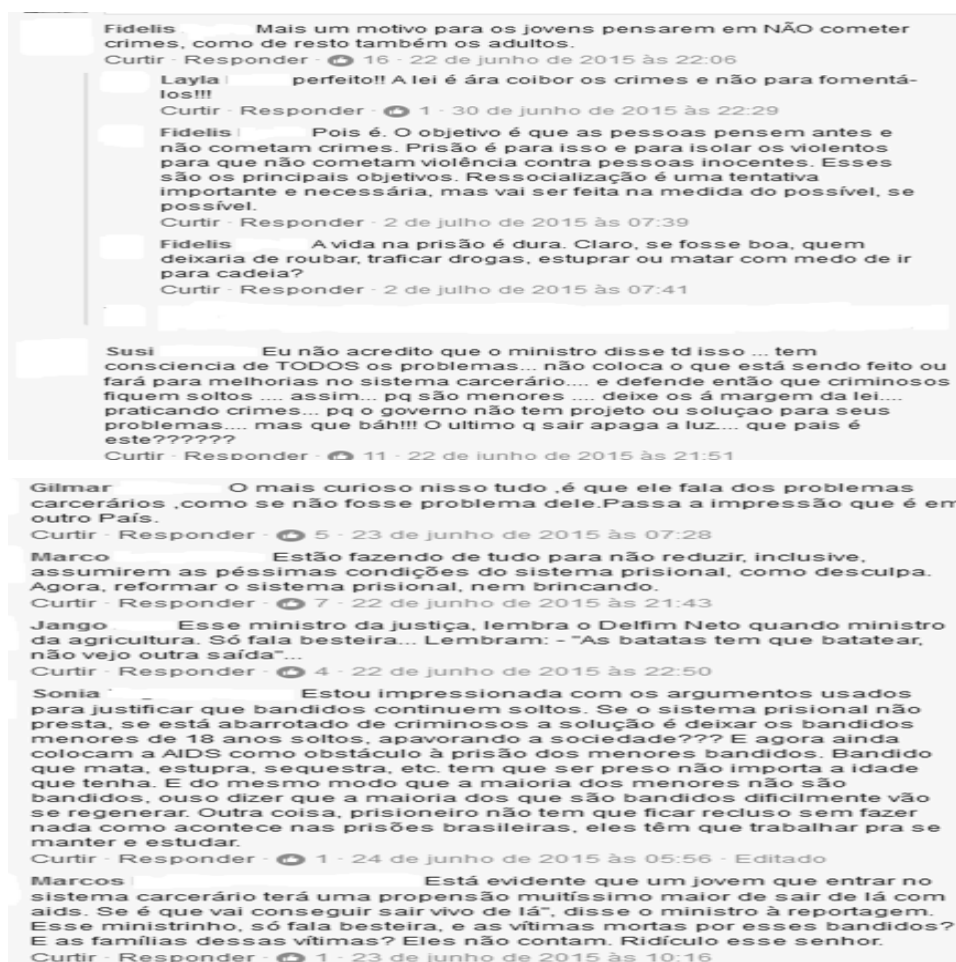 Fidelis Mais um motivo para os jovens pensarem em NÃO cometer
crimes, como de resto também os adultos.
Curtir · Responder · 16 · 22 de junho de 2015 às 22:06
Layla perfeito!! A lei é ára coibor os crimes e não para fomentá-
los!!!
Curtir · Responder · 1 · 30 de junho de 2015 às 22:29
Fidelis Pois é. O objetivo é que as pessoas pensem antes e
não cometam crimes. Prisão é para isso e para isolar os violentos
para que não cometam violência contra pessoas inocentes. Esses
são os principais objetivos. Ressocialização é uma tentativa
importante e necessária, mas vai ser feita na medida do possível, se
possível.
Curtir · Responder · 2 de julho de 2015 às 07:39
Fidelis A vida na prisão é dura. Claro, se fosse boa, quem
deixaria de roubar, traficar drogas, estuprar ou matar com medo de ir
para cadeia?
Curtir · Responder · 2 de julho de 2015 às 07:41
Susi Eu não acredito que o ministro disse td isso ... tem
consciencia de TODOS os problemas... não coloca o que está sendo feito ou
fará para melhorias no sistema carcerário.... e defende então que criminosos
fiquem soltos .... assim... pq são menores .... deixe os á margem da lei....
praticando crimes... pq o governo não tem projeto ou soluçao para seus
problemas.... mas que báh!!! O ultimo q sair apaga a luz.... que pais é
este??????
Curtir · Responder · 11 · 22 de junho de 2015 às 21:51
Gilmar O mais curioso nisso tudo ,é que ele fala dos problemas
carcerários ,como se não fosse problema dele.Passa a impressão que é em
outro País.
Curtir · Responder · 5 · 23 de junho de 2015 às 07:28
Marco Estão fazendo de tudo para não reduzir, inclusive,
assumirem as péssimas condições do sistema prisional, como desculpa.
Agora, reformar o sistema prisional, nem brincando.
Curtir · Responder · 7 · 22 de junho de 2015 às 21:43
Jango Esse ministro da justiça, lembra o Delfim Neto quando ministro
da agricultura. Só fala besteira... Lembram: - "As batatas tem que batatear,
não vejo outra saída"...
Curtir · Responder · 4 · 22 de junho de 2015 às 22:50
Sonia Estou impressionada com os argumentos usados
para justificar que bandidos continuem soltos. Se o sistema prisional não
presta, se está abarrotado de criminosos a solução é deixar os bandidos
menores de 18 anos soltos, apavorando a sociedade??? E agora ainda
colocam a AIDS como obstáculo à prisão dos menores bandidos. Bandido
que mata, estupra, sequestra, etc. tem que ser preso não importa a idade
que tenha. E do mesmo modo que a maioria dos menores não são
bandidos, ouso dizer que a maioria dos que são bandidos dificilmente vão
se regenerar. Outra coisa, prisioneiro não tem que ficar recluso sem fazer
nada como acontece nas prisões brasileiras, eles têm que trabalhar pra se
manter e estudar.
Curtir · Responder · 1 · 24 de junho de 2015 às 05:56 · Editado
Marcos Está evidente que um jovem que entrar no
sistema carcerário terá uma propensão muitíssimo maior de sair de lá com
aids. Se é que vai conseguir sair vivo de lá", disse o ministro à reportagem.
Esse ministrinho, só fala besteira, e as vítimas mortas por esses bandidos?
E as famílias dessas vítimas? Eles não contam. Ridículo esse senhor.
Curtir · Responder · 1 · 23 de junho de 2015 às 10:16